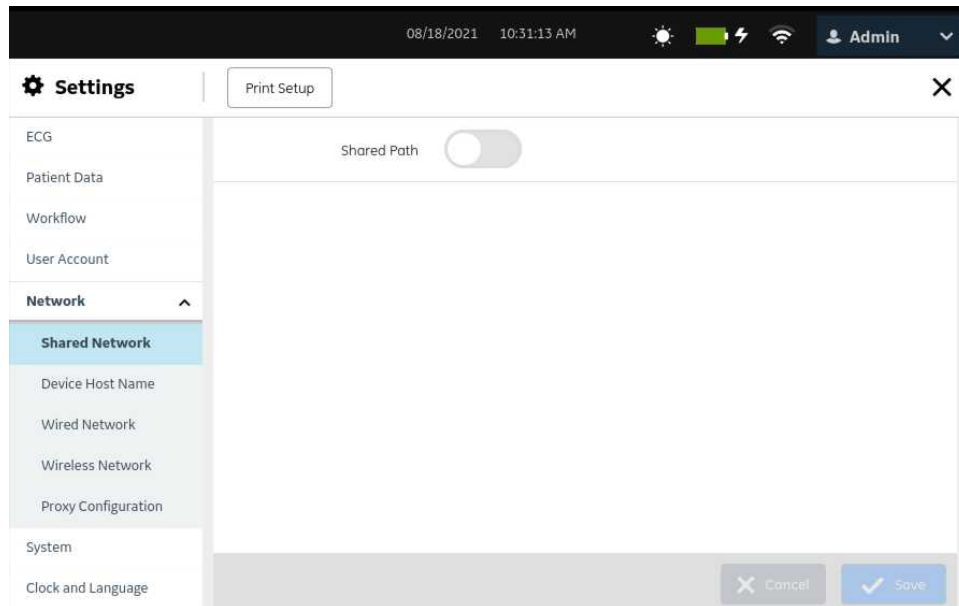 08/18/2021 10:31:13 AM Admin
Settings
Print Setup
ECG
Patient Data
Workflow
User Account
Network
Shared Network
Device Host Name
Wired Network
Wireless Network
Proxy Configuration
System
Clock and Language
Shared Path
Cancel
Save